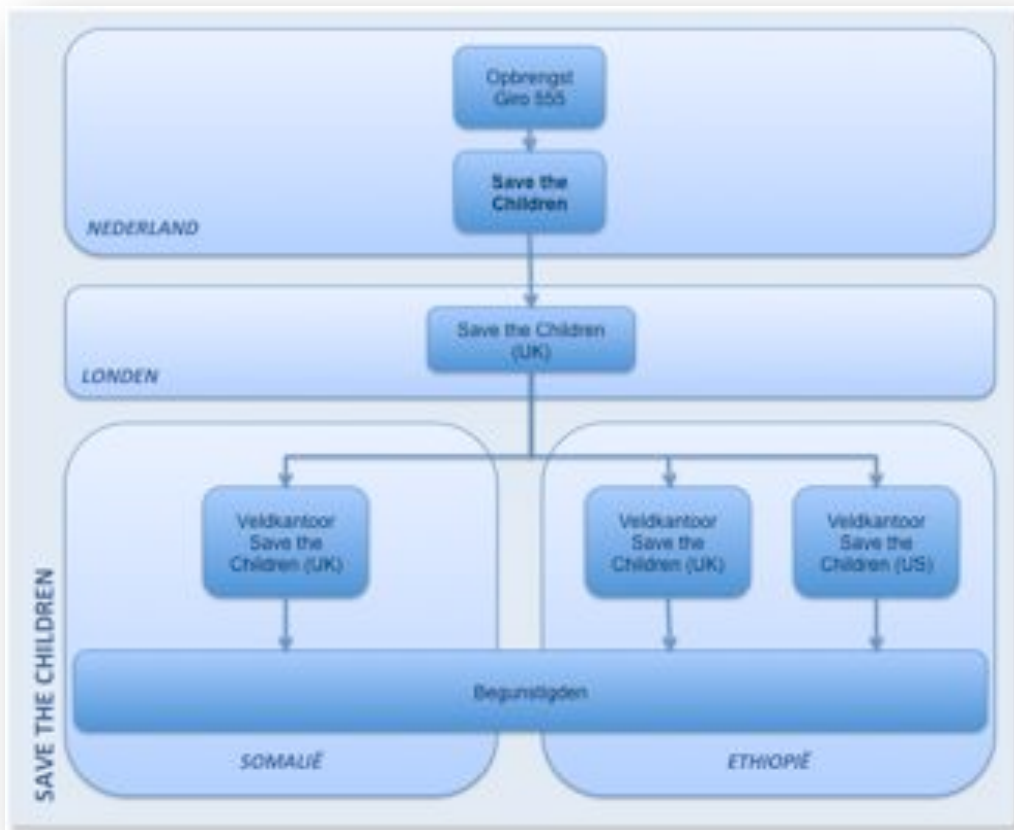 Opbrengst
Giro 555
Save the
Children
NEDERLAND
Save the Children
(UK)
LONDEN
Veldkantoor
Save the
Children (UK)
Veldkantoor
Save the
Children (UK)
Veldkantoor
Save the
Children (US)
Begunstigden
SOMALIË
ETHIOPIË
SAVE THE CHILDREN